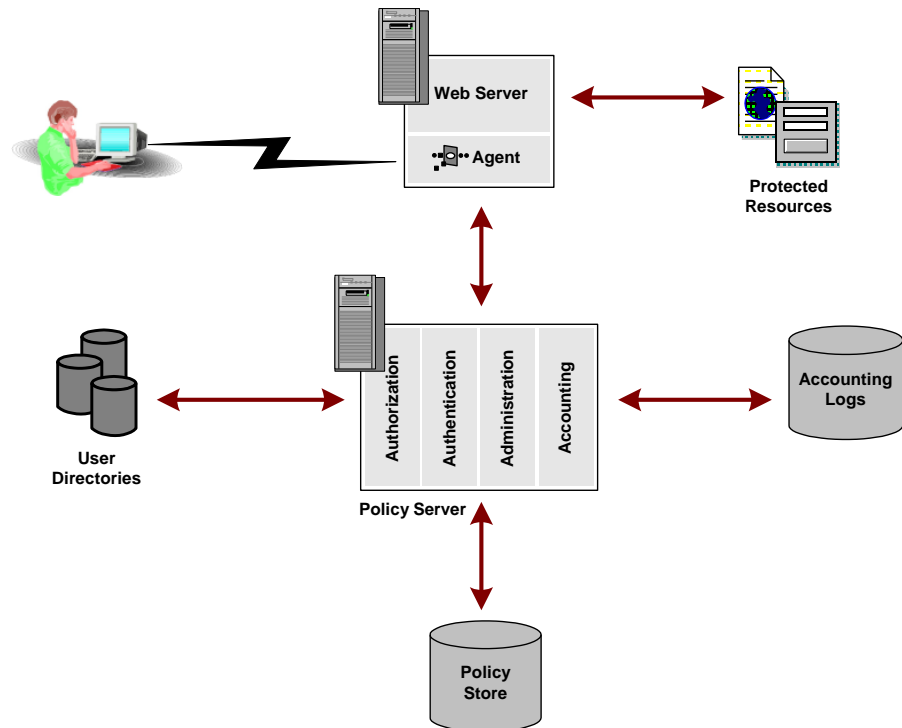 Web Server
Agent
Protected
Resources
Authorization
Authentication
Administration
Accounting
Accounting
Logs
User
Directories
Policy Server
Policy
Store